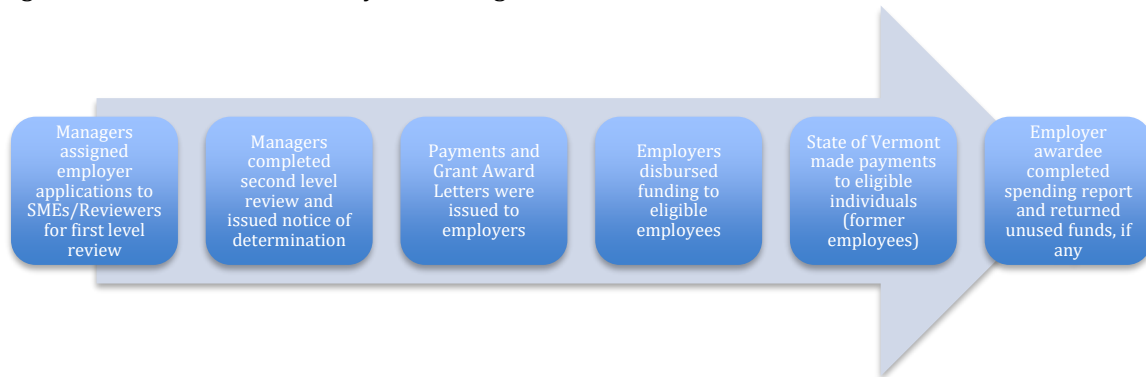 Managers
assigned
employer
applications to
SMEs/Reviewers
for first level
review
Managers
completed
second level
review and
issued notice of
determination
Payments and
Grant Award
Letters were
issued to
employers
Employers
disbursed
funding to
eligible
employees
State of Vermont
made payments
to eligible
individuals
(former
employees)
Employer
awardee
completed
spending report
and returned
unused funds, if
any